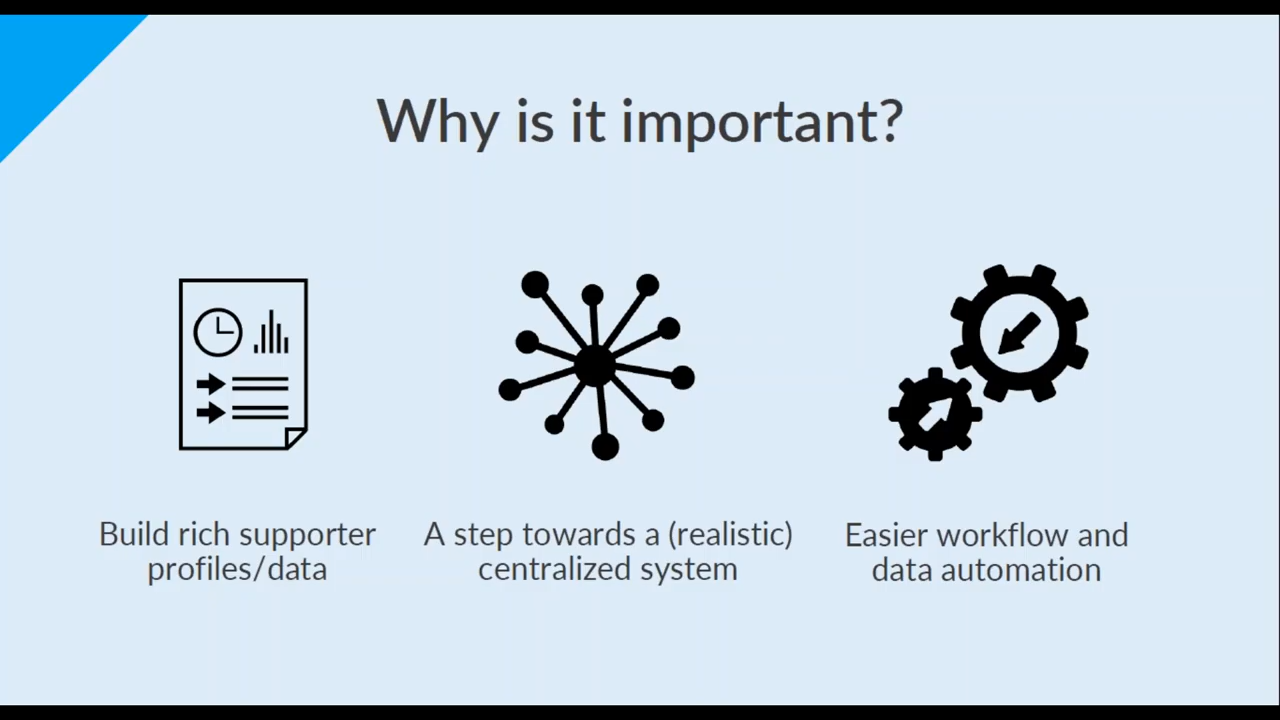 Why is it important?
Build rich supporter
profiles/data
A step towards a (realistic)
centralized system
Easier workflow and
data automation